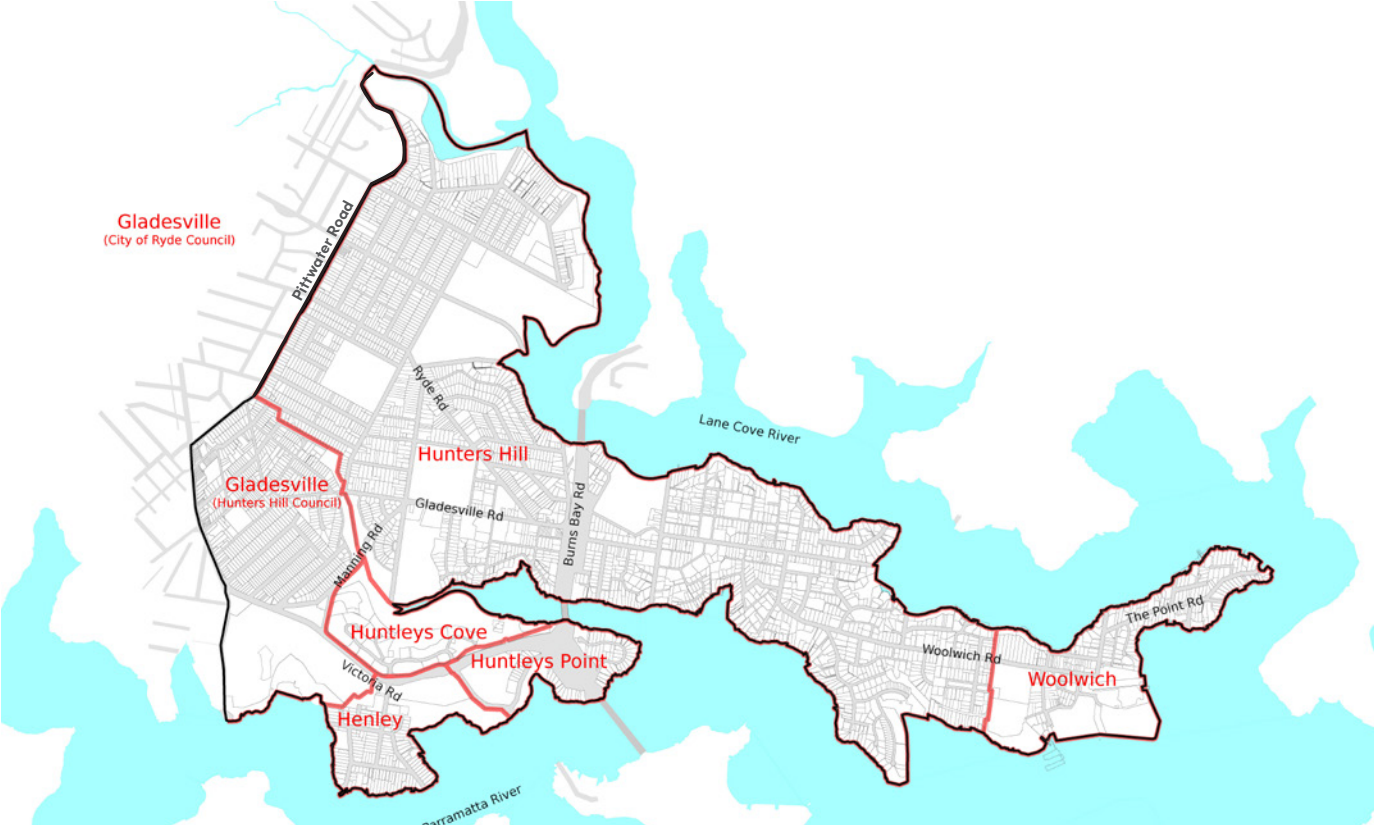 Gladesville
(City of Ryde Council)
Pittwater Road
Ryde Rd
Lane Cove River
Hunters Hill
Gladesville
(Hunters Hill Council)
Gladesville Rd
Burns Bay Rd
Manning Rd
The Point Rd
Huntleys Cove
Huntleys Point
Woolwich Rd
Woolwich
Victoria Rd
Henley
Parramatta River